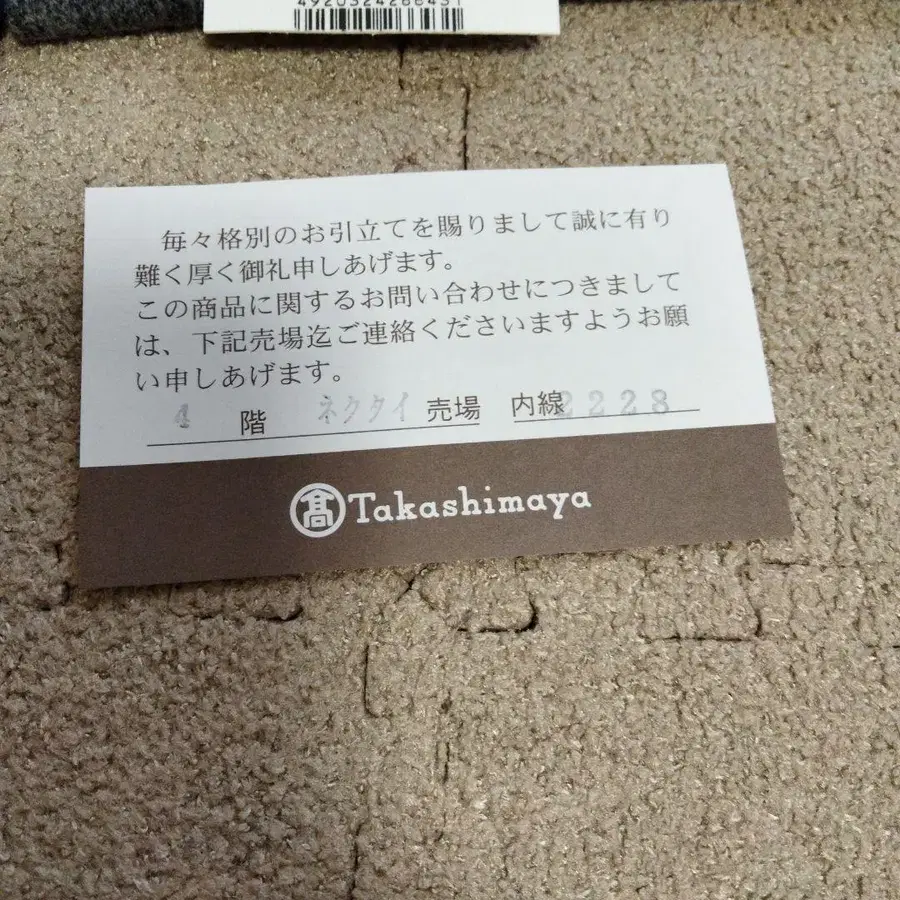 4920324286431
毎々格別のお引立てを賜りまして誠に有り
難く厚く御礼申しあげます。
この商品に関するお問い合わせにつきまして
は、下記売場迄ご連絡くださいますようお願
い申しあげます。
4 階 ネクタイ 売場 内線 2228
髙 Takashimaya